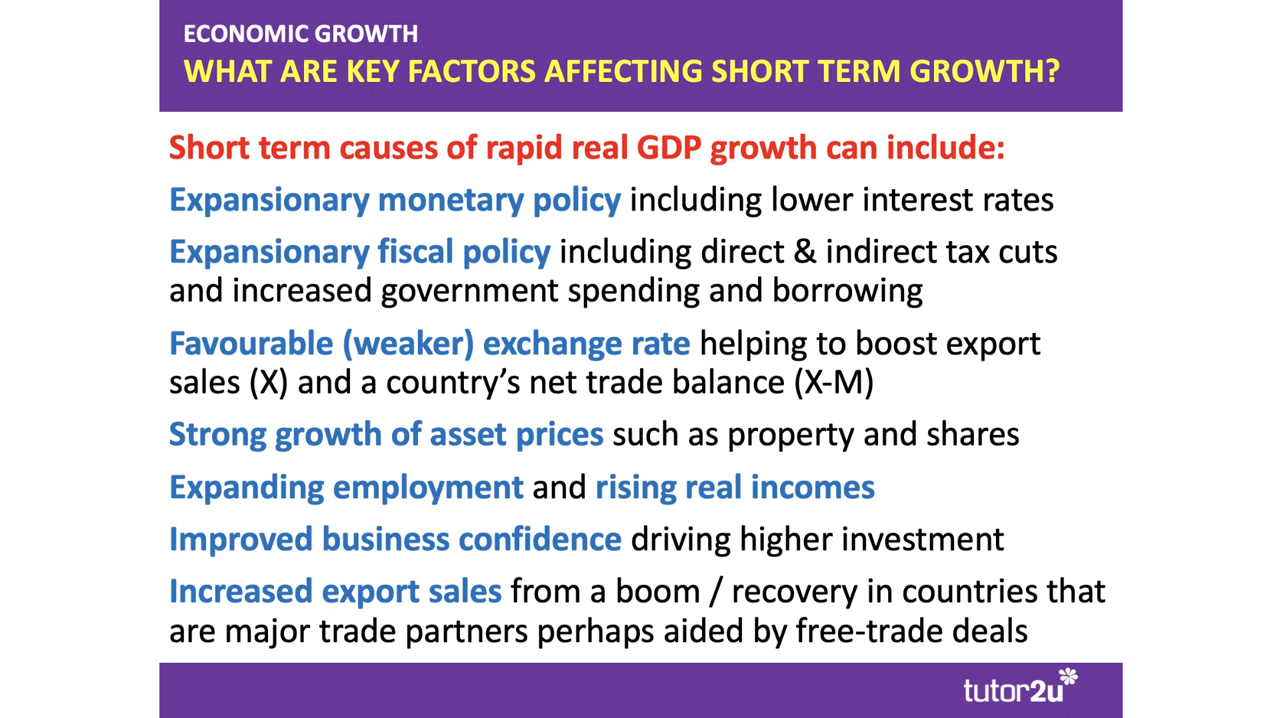 ECONOMIC GROWTH
WHAT ARE KEY FACTORS AFFECTING SHORT TERM GROWTH?
Short term causes of rapid real GDP growth can include:
Expansionary monetary policy including lower interest rates
Expansionary fiscal policy including direct & indirect tax cuts
and increased government spending and borrowing
Favourable (weaker) exchange rate helping to boost export
sales (X) and a country’s net trade balance (X-M)
Strong growth of asset prices such as property and shares
Expanding employment and rising real incomes
Improved business confidence driving higher investment
Increased export sales from a boom / recovery in countries that
are major trade partners perhaps aided by free-trade deals
tutor2u